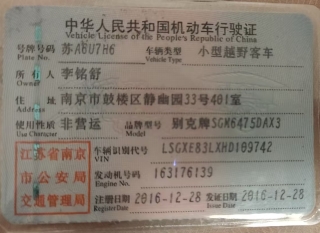 中华人民共和国机动车行驶证
Vehicle License of the People's Republic of China
号牌号码 苏A6U7H6 车辆类型 小型越野客车
Plate No. Vehicle Type
所有人 李铭舒
Owner
住址 南京市鼓楼区静幽园33号401室
Address
使用性质 非营运 品牌型号 别克牌SGM6475DAX3
Use Character Model
江苏省南京 车辆识别代号 LSGXE83LXHD109742
VIN
市公安局 发动机号码 163176139
Engine No.
交通管理局 注册日期 2016-12-28 发证日期 2016-12-28
Register Date Issue Date